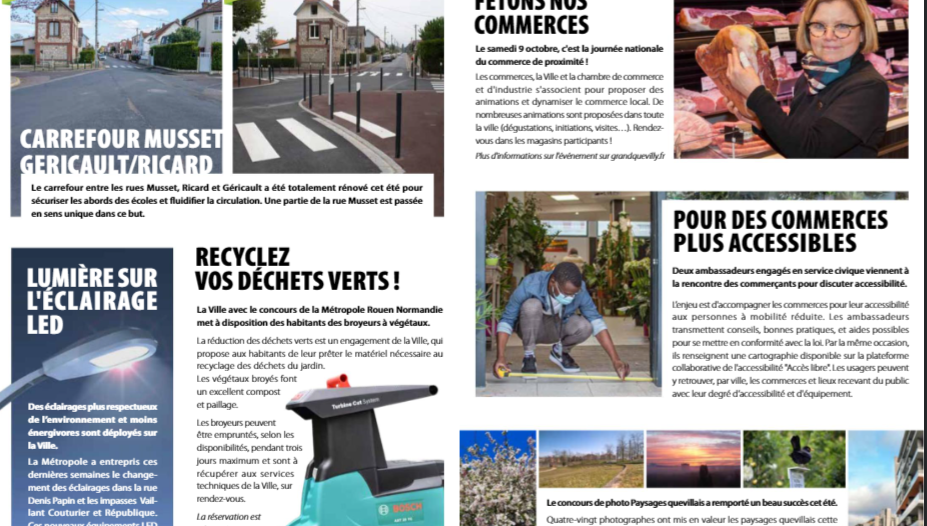 CARREFOUR MUSSET
GERICAULT/RICARD
Le carrefour entre les rues Musset, Ricard et Géricault a été totalement rénové cet été pour
sécuriser les abords des écoles et fluidifier la circulation. Une partie de la rue Musset est passée
en sens unique dans ce but.
LUMIÈRE SUR
L'ÉCLAIRAGE
LED
Des éclairages plus respectueux
de l'environnement et moins
énergivores sont déployés sur
la Ville.
La Métropole a entrepris ces
dernières semaines le change-
ment des éclairages dans la rue
Denis Papin et les impasses Vail-
lant Couturier et République.
Ces nouveaux équipements LED
RECYCLEZ
VOS DÉCHETS VERTS !
La Ville avec le concours de la Métropole Rouen Normandie
met à disposition des habitants des broyeurs à végétaux.
La réduction des déchets verts est un engagement de la Ville, qui
propose aux habitants de leur prêter le matériel nécessaire au
recyclage des déchets du jardin.
Les végétaux broyés font
un excellent compost
et paillage.
Les broyeurs peuvent
être empruntés, selon les
disponibilités, pendant trois
jours maximum et sont à
récupérer aux services
techniques de la Ville, sur
rendez-vous.
La réservation est
Turbine Cut System
BOSCH
FÊTONS NOS
COMMERCES
Le samedi 9 octobre, c'est la journée nationale
du commerce de proximité !
Les commerces, la Ville et la chambre de commerce
et d'industrie s'associent pour proposer des
animations et dynamiser le commerce local. De
nombreuses animations sont proposées dans toute
la ville (dégustations, initiations, visites…). Rendez-
vous dans les magasins participants !
Plus d'informations sur l'événement sur grandquevilly.fr
POUR DES COMMERCES
PLUS ACCESSIBLES
Deux ambassadeurs engagés en service civique viennent à
la rencontre des commerçants pour discuter accessibilité.
L'enjeu est d'accompagner les commerces pour leur accessibilité
aux personnes à mobilité réduite. Les ambassadeurs
transmettent conseils, bonnes pratiques, et aides possibles
pour se mettre en conformité avec la loi. Par la même occasion,
ils renseignent une cartographie disponible sur la plateforme
collaborative de l'accessibilité "Accès libre". Les usagers peuvent
y retrouver, par ville, les commerces et lieux recevant du public
avec leur degré d'accessibilité et d'équipement.
Le concours de photo Paysages quevillais a remporté un beau succès cet été.
Quatre-vingt photographes ont mis en valeur les paysages quevillais cette